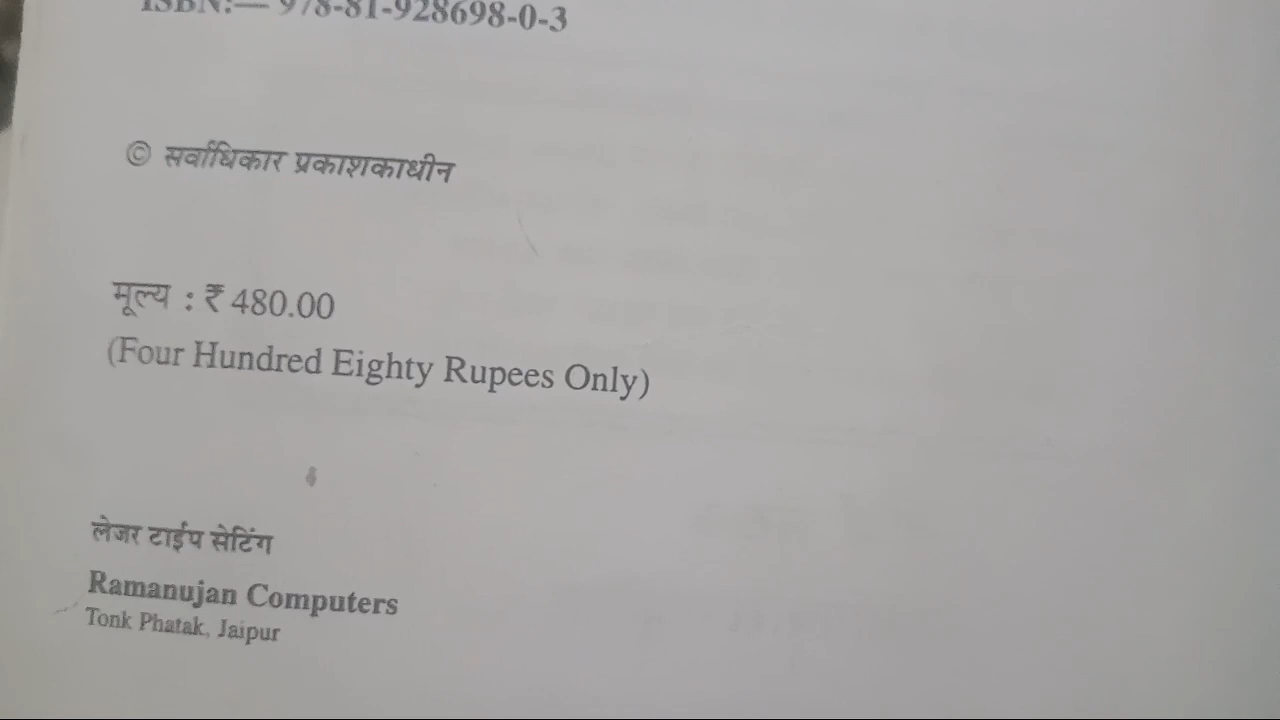 ISBN:— 978-81-928698-0-3
© सर्वाधिकार प्रकाशकाधीन
मूल्य : ₹ 480.00
(Four Hundred Eighty Rupees Only)
लेजर टाईप सेटिंग
Ramanujan Computers
Tonk Phatak, Jaipur